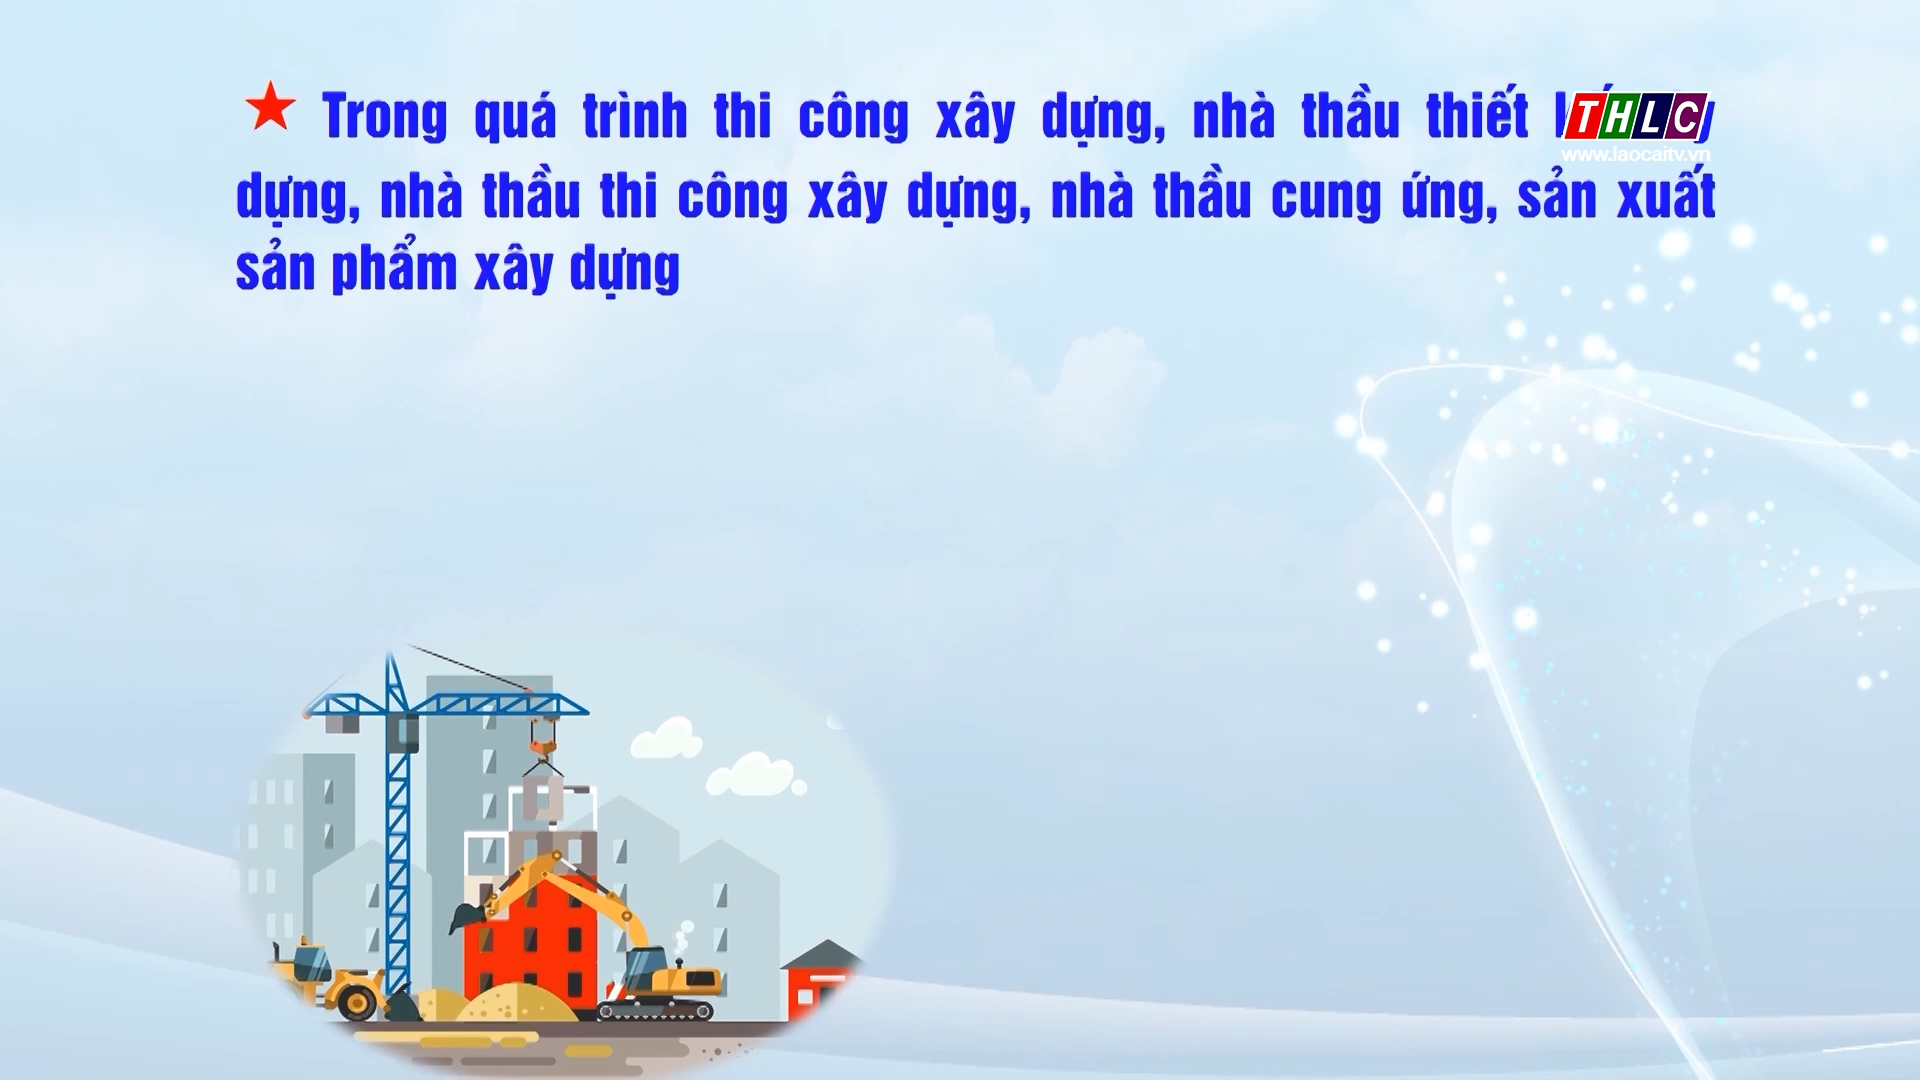 Trong quá trình thi công xây dựng, nhà thầu thiết
THLC
www.laocaitv.vn
dựng, nhà thầu thi công xây dựng, nhà thầu cung ứng, sản xuất
sản phẩm xây dựng